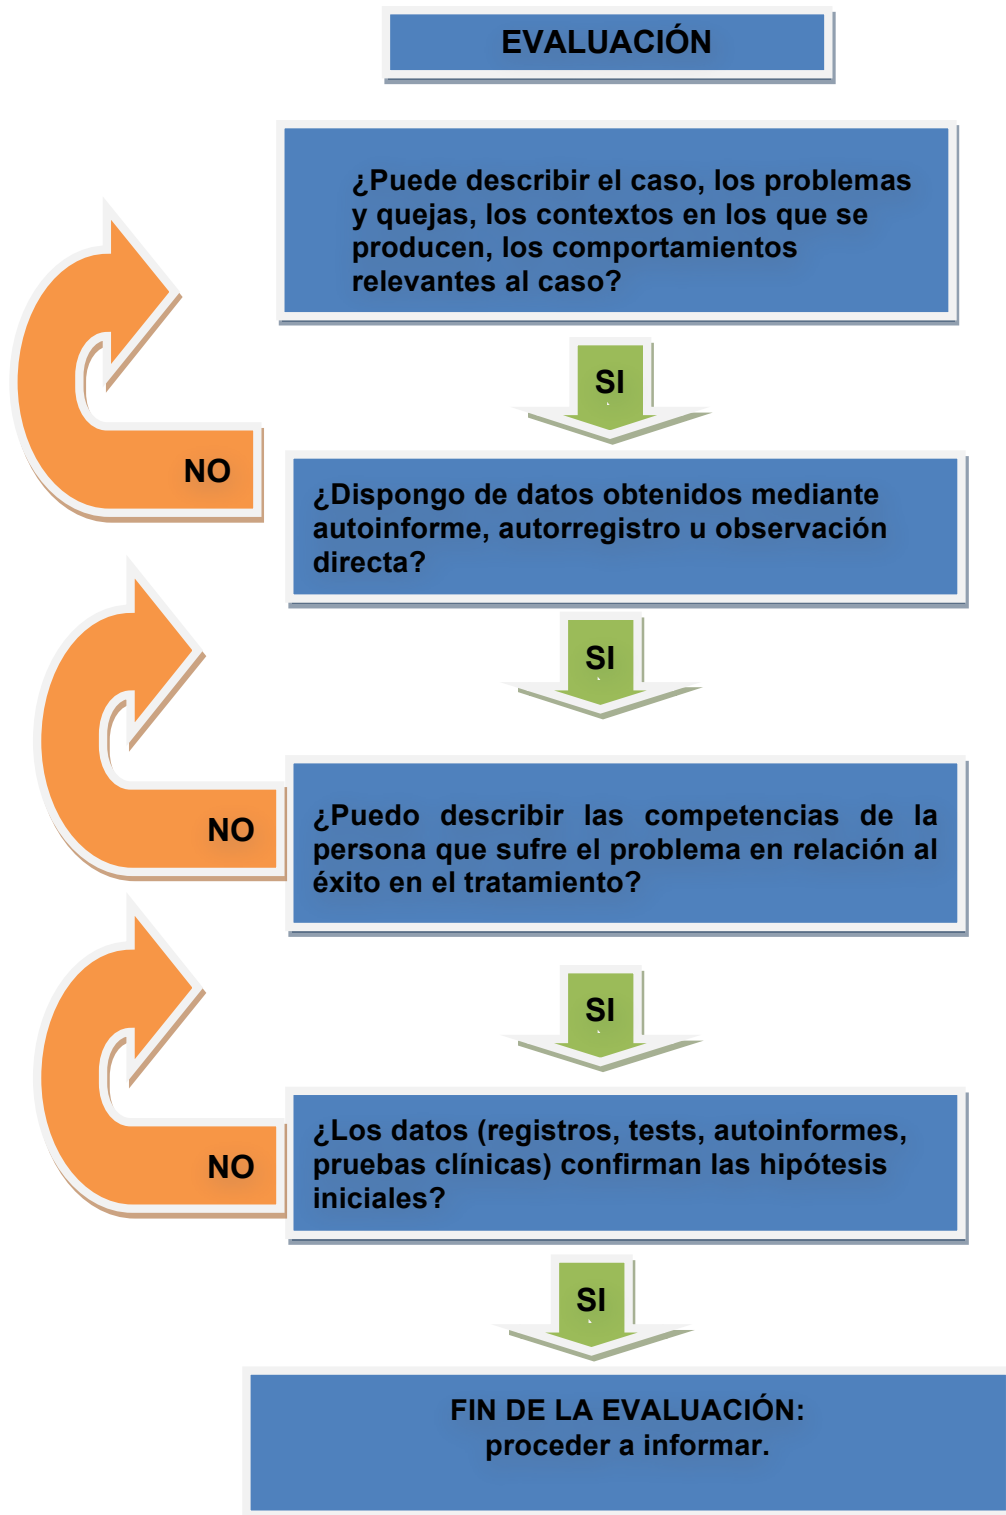 EVALUACIÓN
¿Puede describir el caso, los problemas
y quejas, los contextos en los que se
producen, los comportamientos
relevantes al caso?
SI
NO
¿Dispongo de datos obtenidos mediante
autoinforme, autorregistro u observación
directa?
SI
NO
¿Puedo describir las competencias de la
persona que sufre el problema en relación al
éxito en el tratamiento?
SI
NO
¿Los datos (registros, tests, autoinformes,
pruebas clínicas) confirman las hipótesis
iniciales?
SI
FIN DE LA EVALUACIÓN:
proceder a informar.